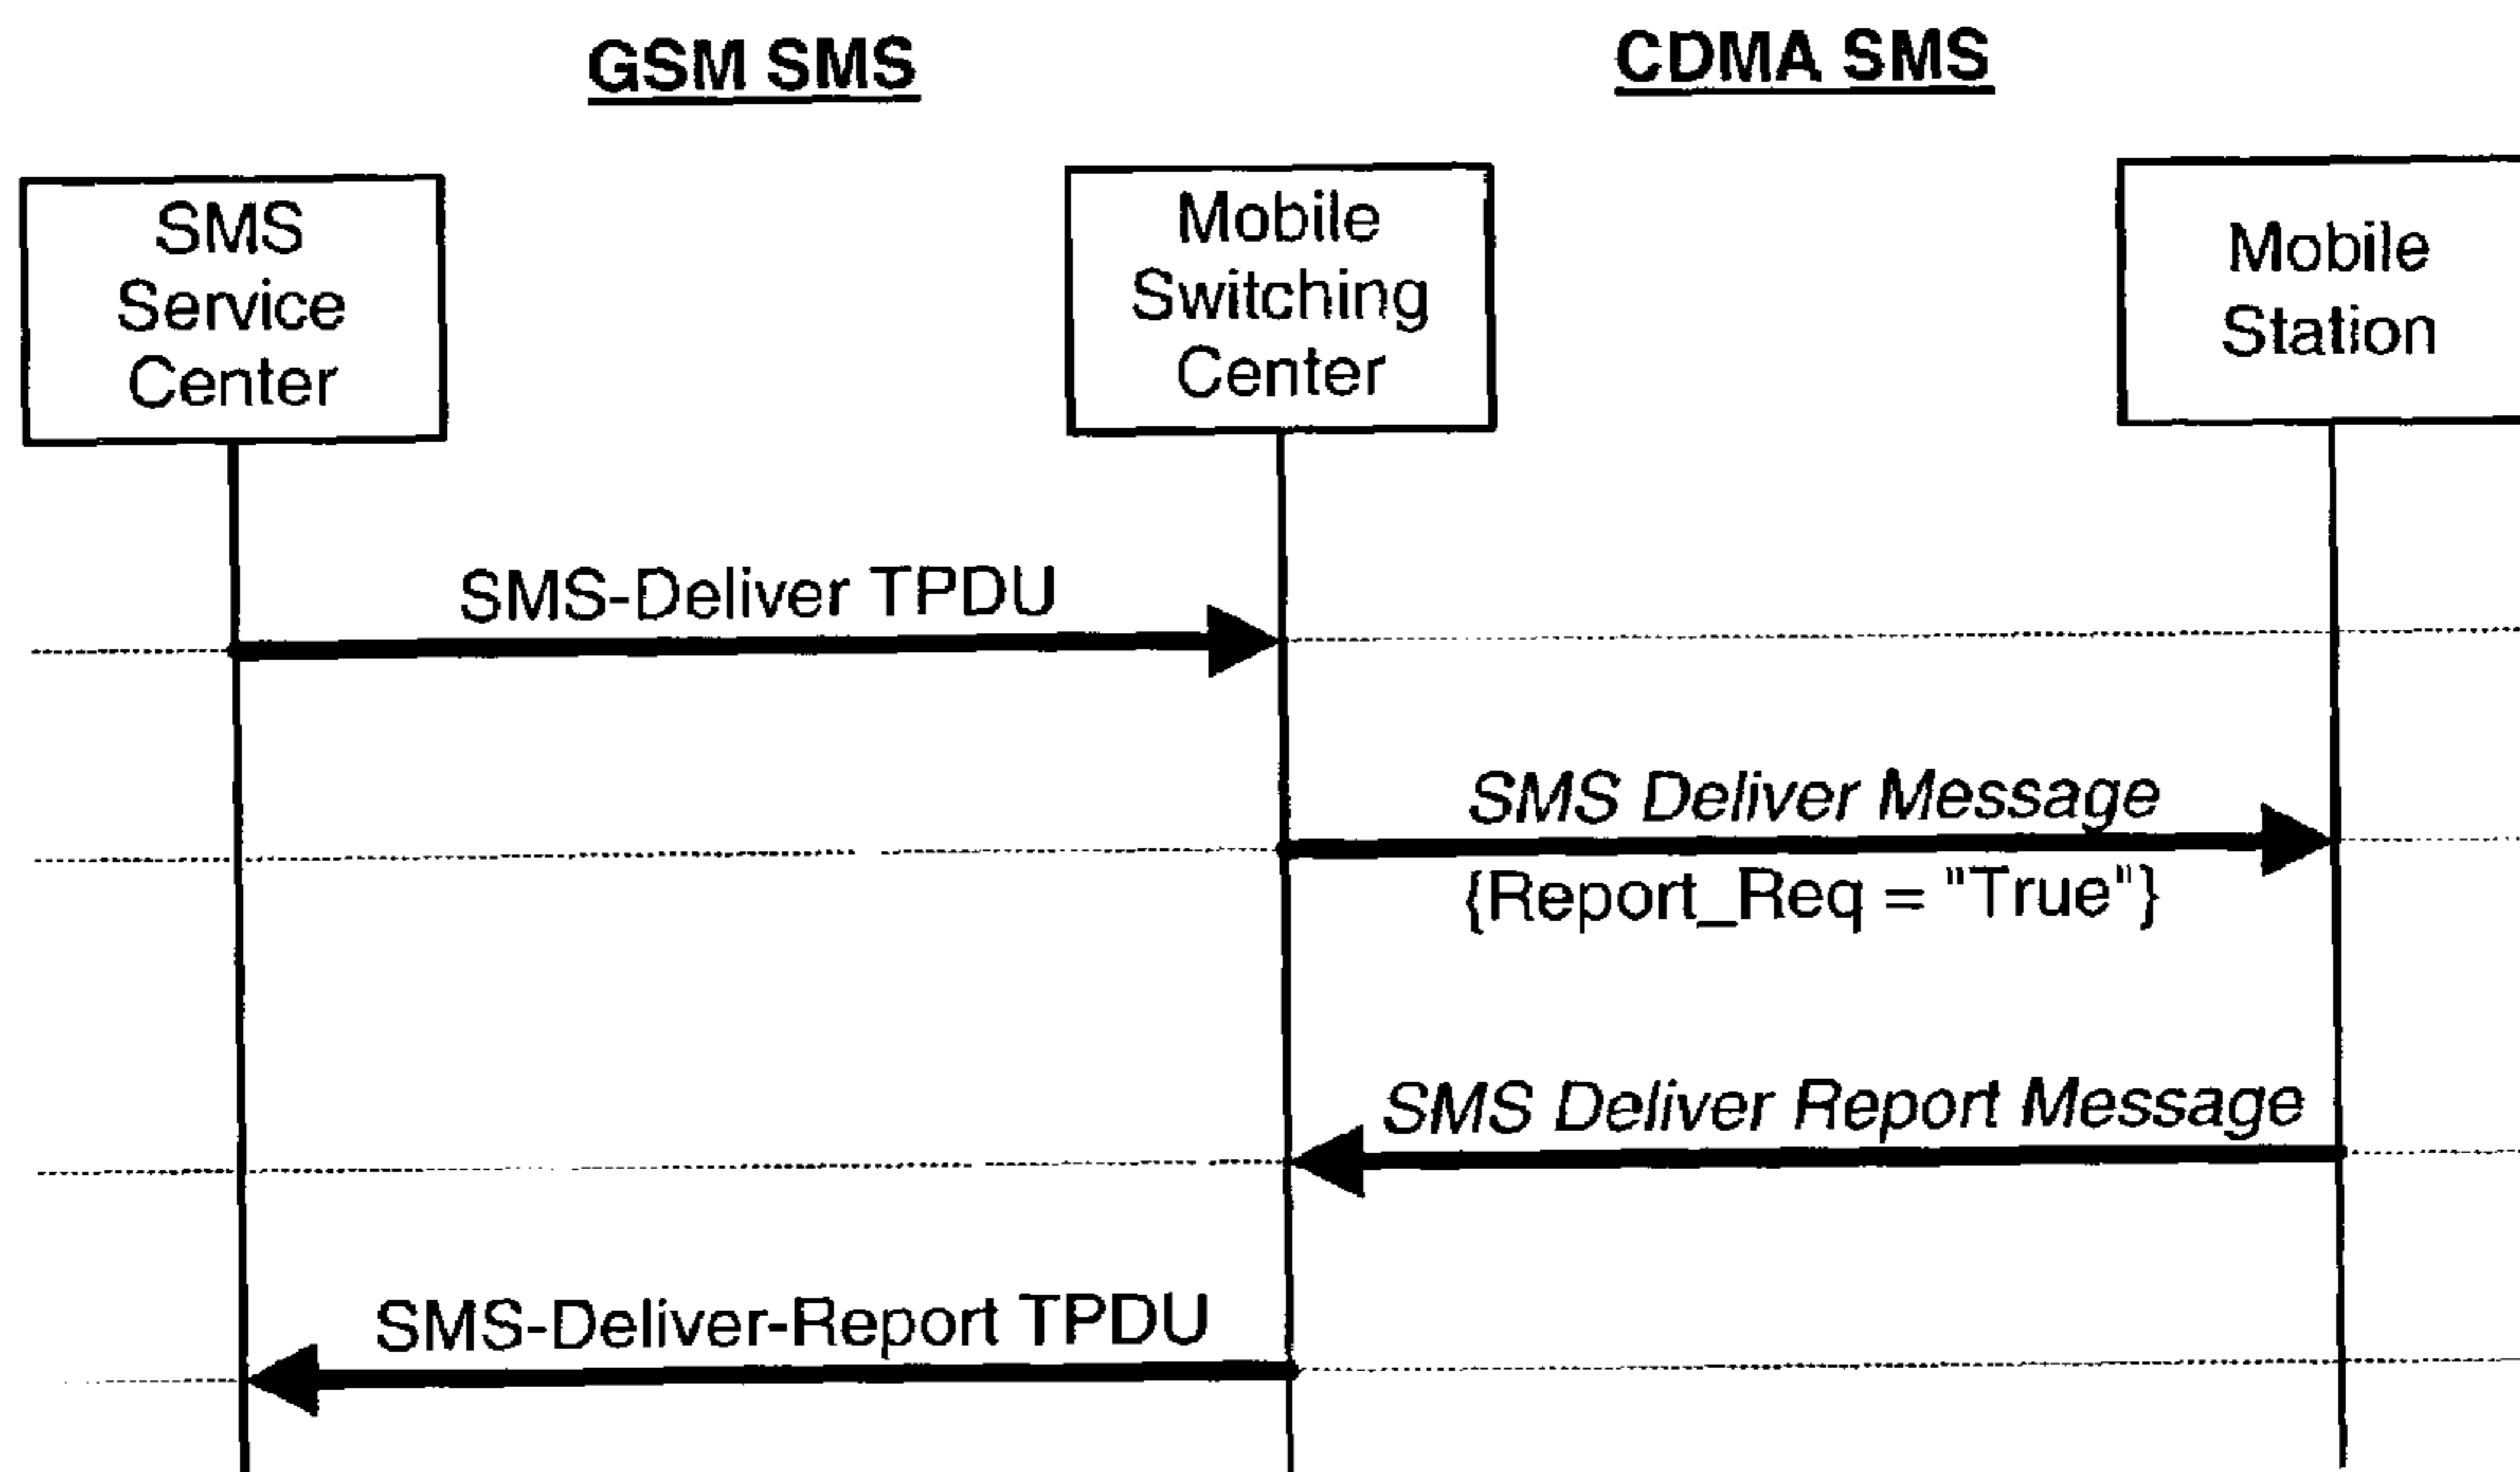 GSM SMS
CDMA SMS
SMS
Service
Center
Mobile
Switching
Center
Mobile
Station
SMS-Deliver TPDU
SMS Deliver Message
{Report_Req = "True"}
SMS Deliver Report Message
SMS-Deliver-Report TPDU